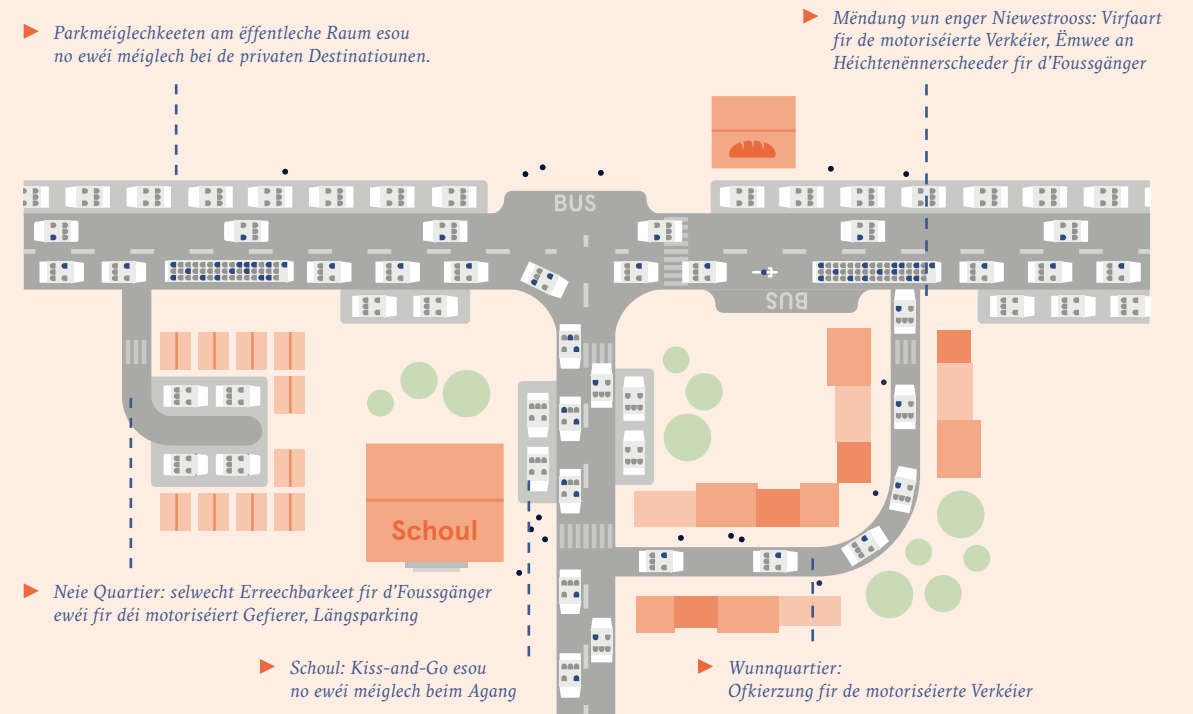 Parkméiglechkeeten am ëffentleche Raum esou
no ewéi méiglech bei de privaten Destinatiounen.
Mëndung vun enger Niewestrooss: Virfaart
fir de motoriséierte Verkéier, Ëmwee an
Héichtenënnerscheeder fir d'Foussgänger
BUS
BUS
Schoul
Neie Quartier: selwecht Erreechbarkeet fir d'Foussgänger
ewéi fir déi motoriséiert Gefierer, Längsparking
Schoul: Kiss-and-Go esou
no ewéi méiglech beim Agang
Wunnquartier:
Ofkierzung fir de motoriséierte Verkéier